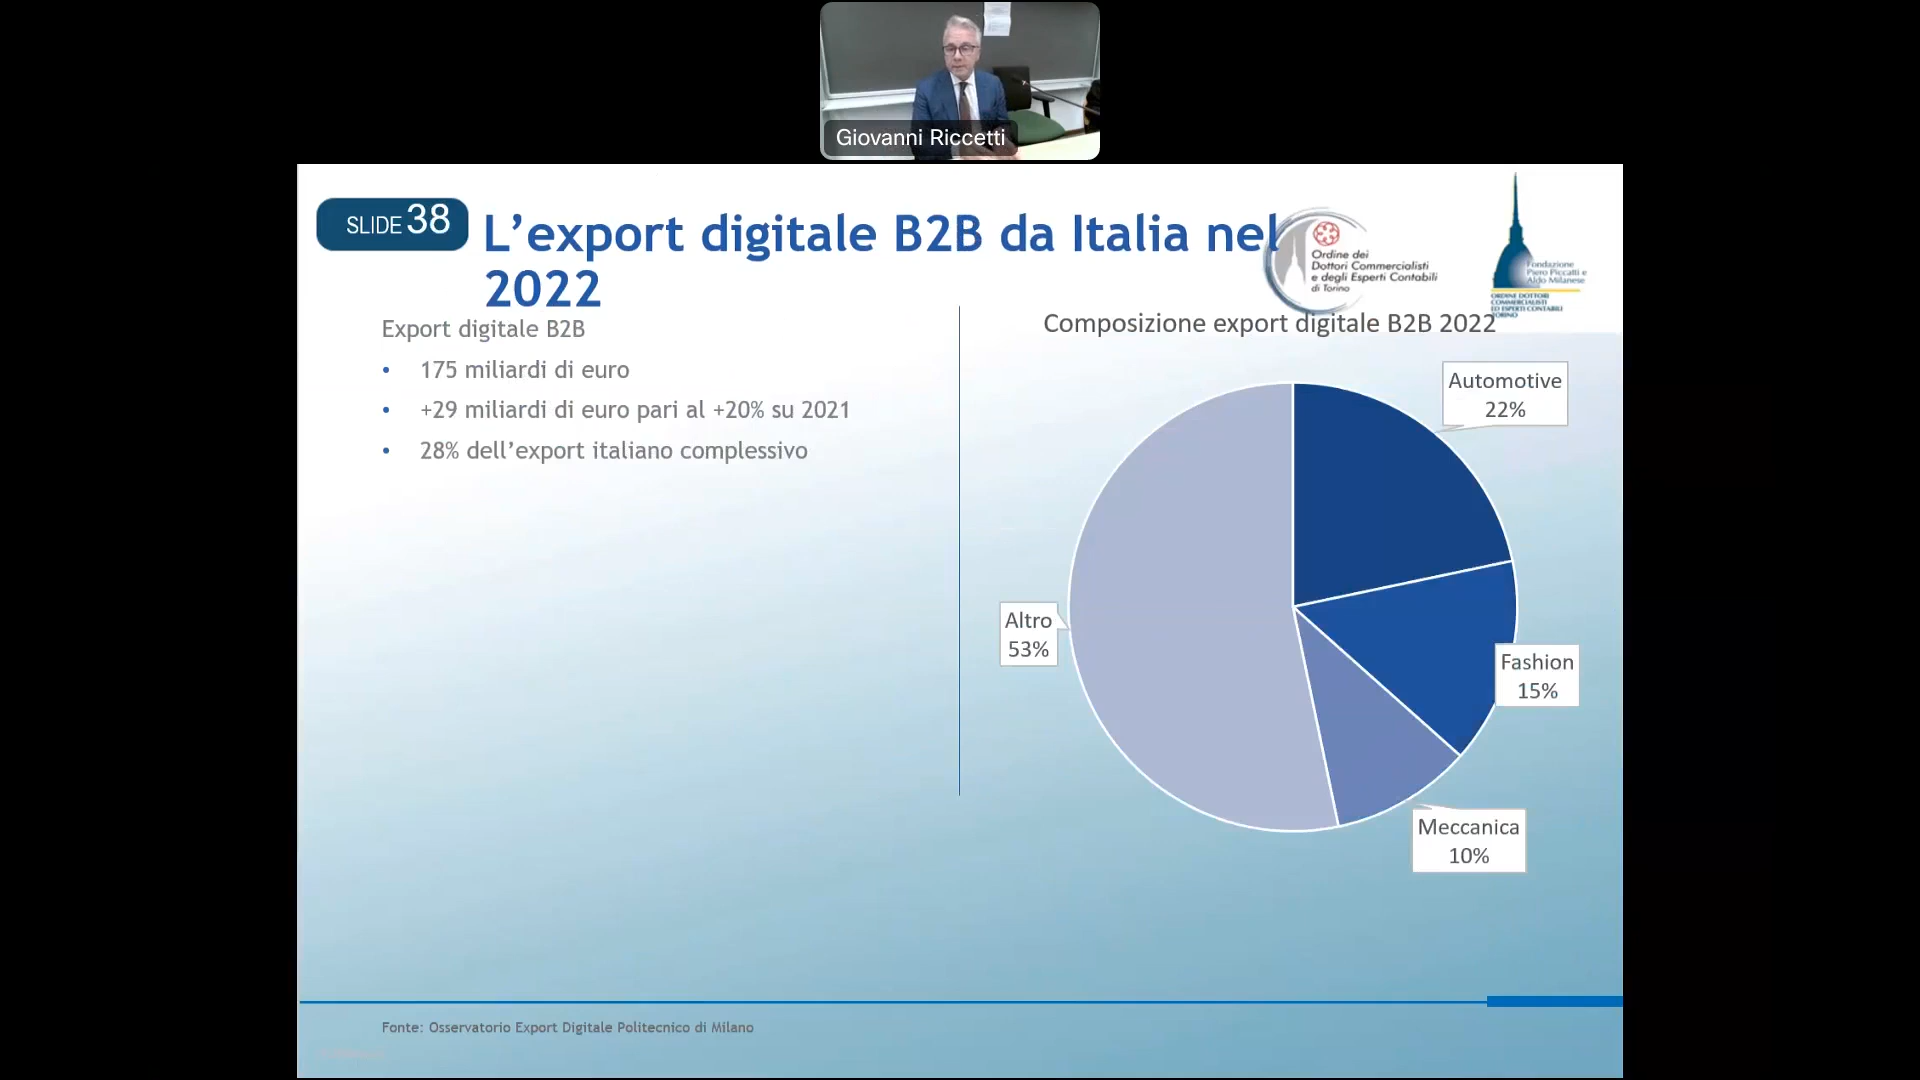 Giovanni Riccetti
SLIDE 38
L’export digitale B2B da Italia nel
2022
Ordine dei
Dottori Commercialisti
e degli Esperti Contabili
di Torino
Fondazione
Piero Piccatti e
Aldo Milanese
ORDINE DOTTORI
COMMERCIALISTI
ED ESPERTI CONTABILI
TORINO
Export digitale B2B
• 175 miliardi di euro
• +29 miliardi di euro pari al +20% su 2021
• 28% dell’export italiano complessivo
Composizione export digitale B2B 2022
Automotive
22%
Altro
53%
Fashion
15%
Meccanica
10%
Fonte: Osservatorio Export Digitale Politecnico di Milano